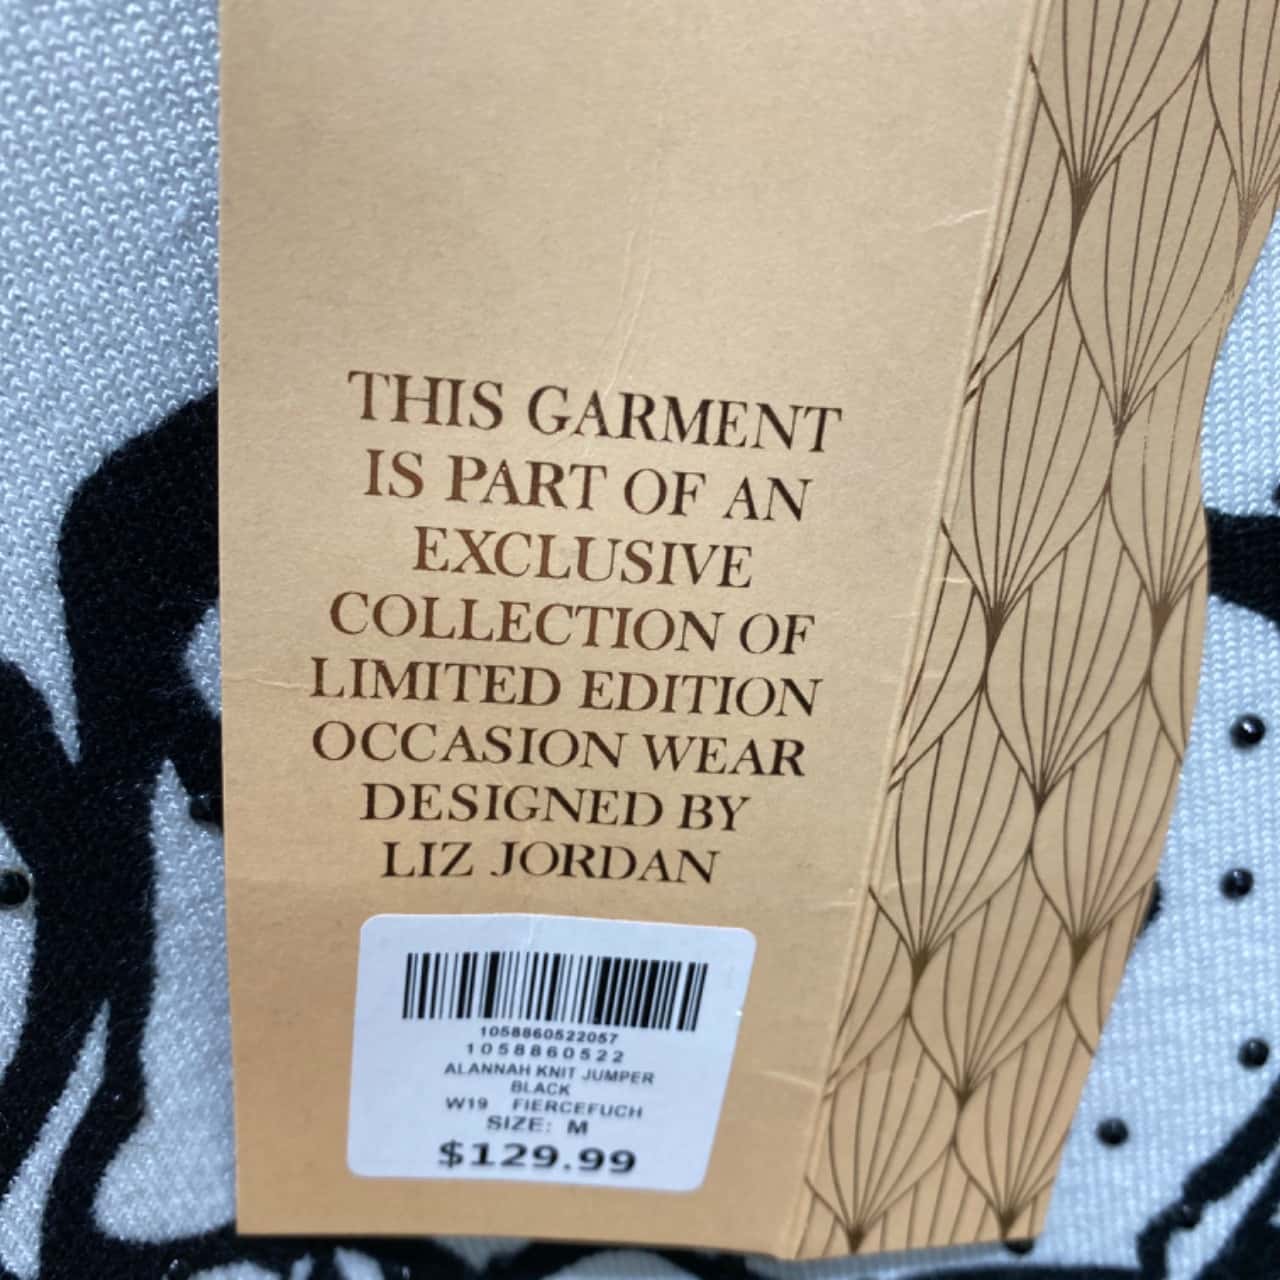 THIS GARMENT
IS PART OF AN
EXCLUSIVE
COLLECTION OF
LIMITED EDITION
OCCASION WEAR
DESIGNED BY
LIZ JORDAN
1058860522057
1058860522
ALANNAH KNIT JUMPER
BLACK
W19 FIERCEFUCH
SIZE: M
$129.99